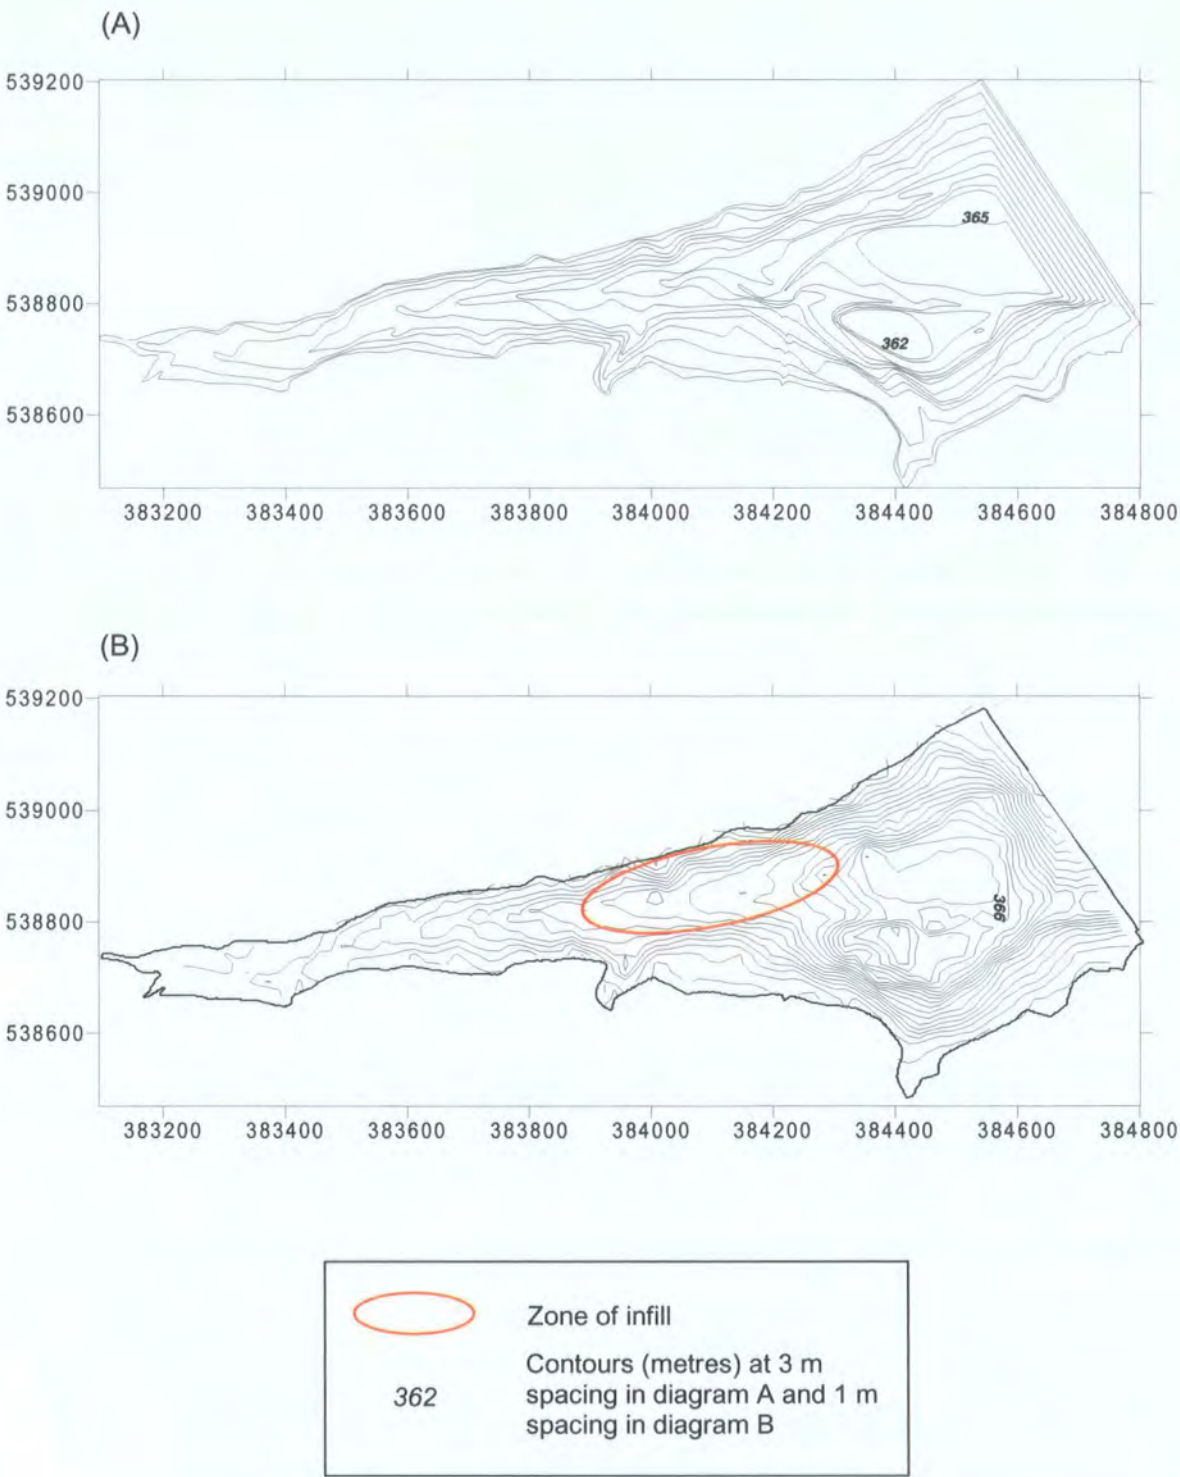 (A)
539200
539000
365
538800
362
538600
383200 383400 383600 383800 384000 384200 384400 384600 384800
(B)
539200
539000
366
538800
538600
383200 383400 383600 383800 384000 384200 384400 384600 384800
Zone of infill
Contours (metres) at 3 m
362 spacing in diagram A and 1 m
spacing in diagram B